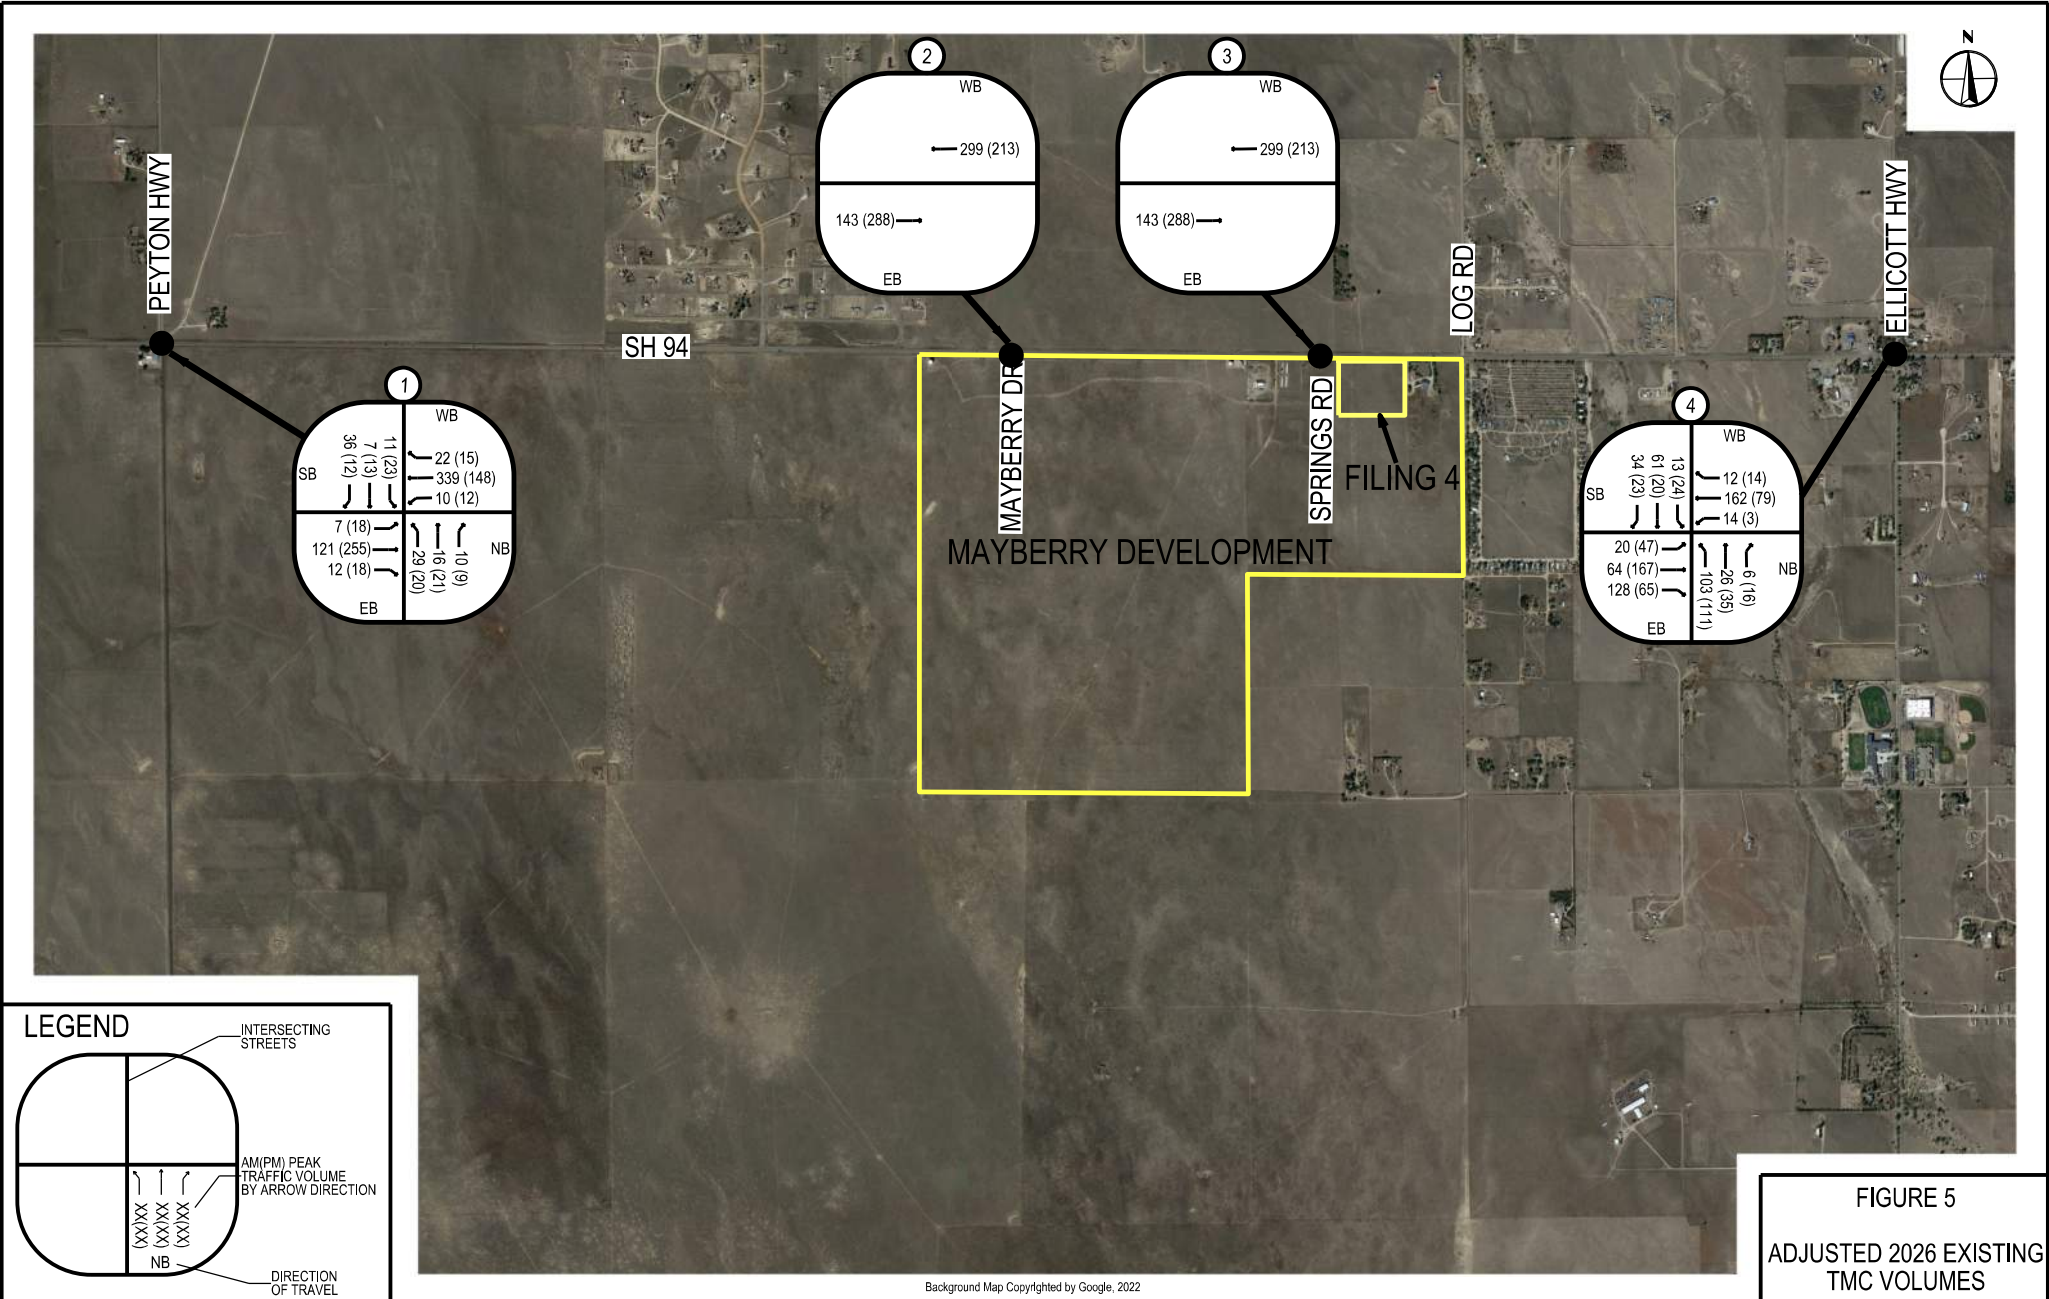 N
2
WB
299 (213)
143 (288)
EB
3
WB
299 (213)
143 (288)
EB
PEYTON HWY
SH 94
MAYBERRY DR
SPRINGS RD
LOG RD
ELLICOTT HWY
1
WB
SB
36 (12)
7 (13)
11 (23)
22 (15)
339 (148)
10 (12)
7 (18)
121 (255)
12 (18)
29 (20)
16 (21)
10 (9)
NB
EB
FILING 4
MAYBERRY DEVELOPMENT
4
WB
SB
34 (23)
61 (20)
13 (24)
12 (14)
162 (79)
14 (3)
20 (47)
64 (167)
128 (65)
103 (111)
26 (35)
6 (16)
NB
EB
LEGEND
INTERSECTING
STREETS
AM(PM) PEAK
TRAFFIC VOLUME
BY ARROW DIRECTION
XX(XX)
XX(XX)
XX(XX)
NB
DIRECTION
OF TRAVEL
Background Map Copyrighted by Google, 2022
FIGURE 5
ADJUSTED 2026 EXISTING
TMC VOLUMES